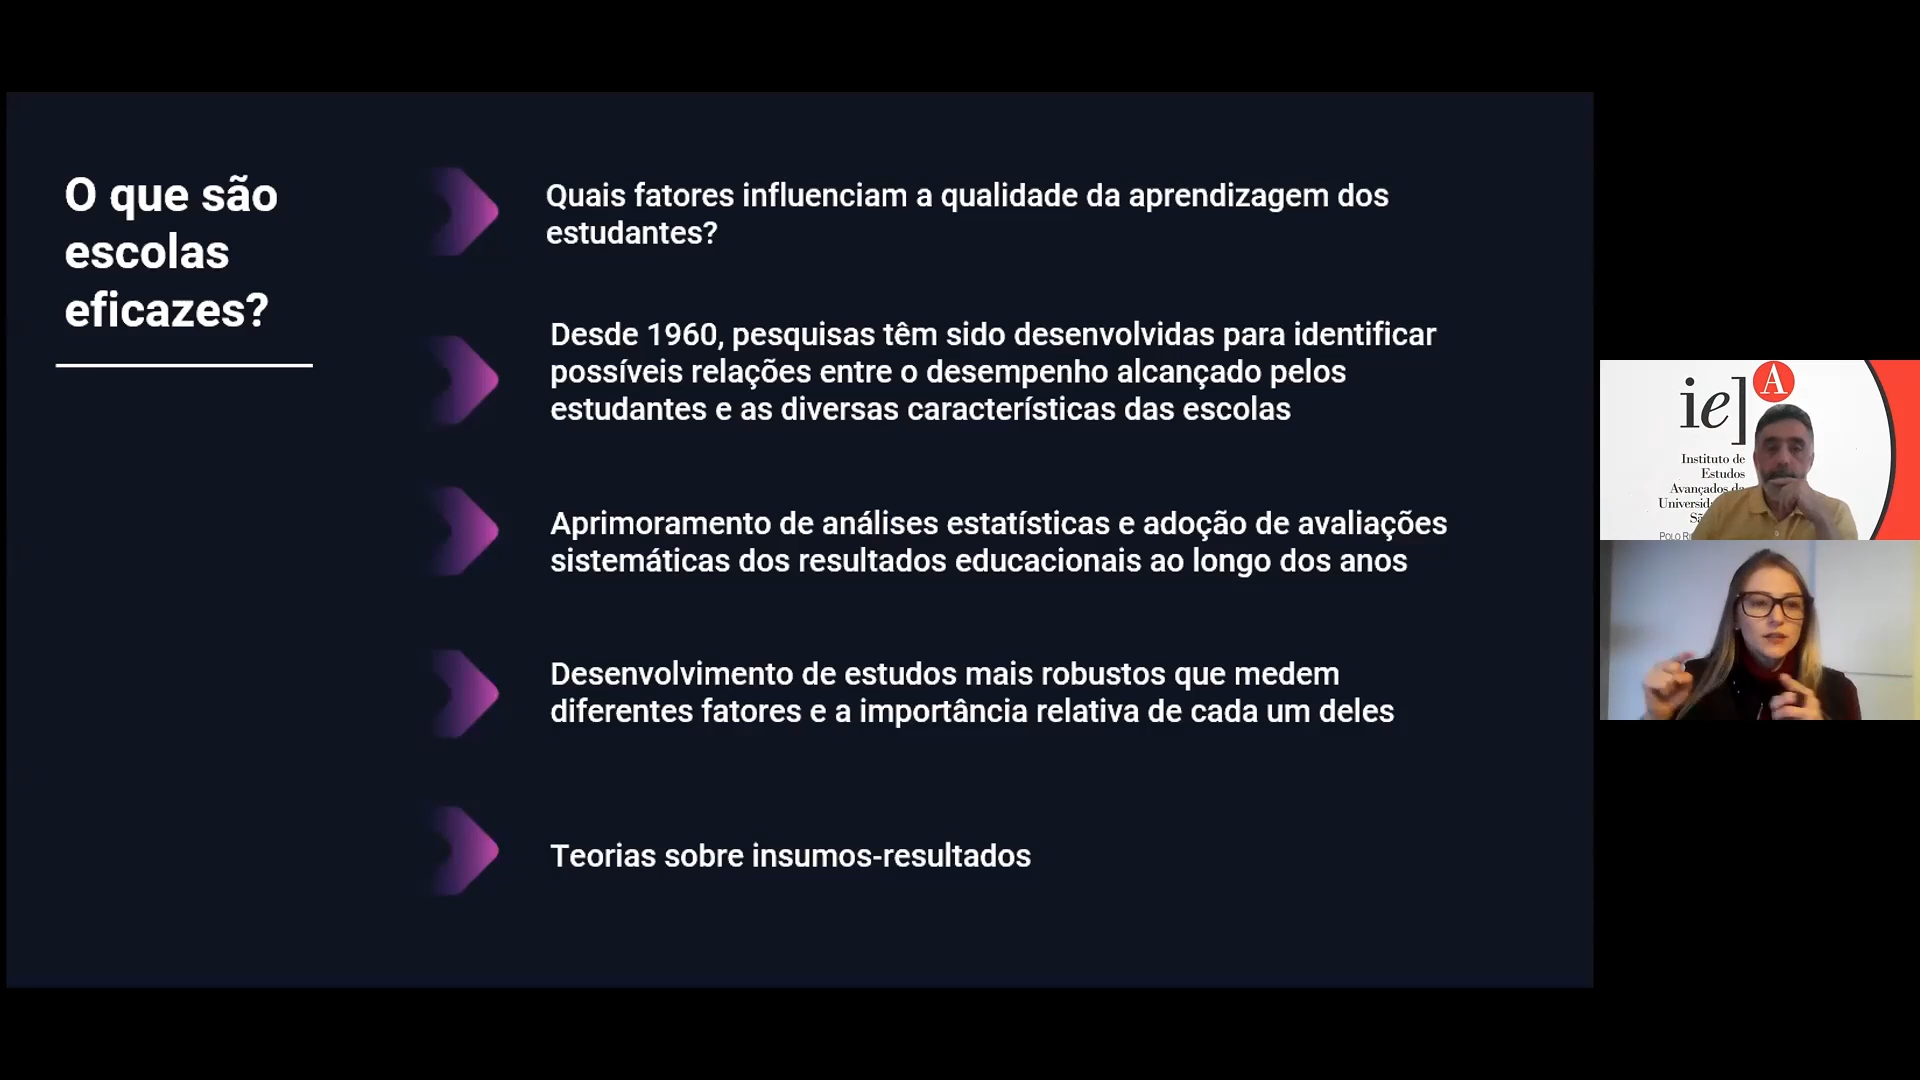 O que são
escolas
eficazes?
Quais fatores influenciam a qualidade da aprendizagem dos
estudantes?
Desde 1960, pesquisas têm sido desenvolvidas para identificar
possíveis relações entre o desempenho alcançado pelos
estudantes e as diversas características das escolas
Aprimoramento de análises estatísticas e adoção de avaliações
sistemáticas dos resultados educacionais ao longo dos anos
Desenvolvimento de estudos mais robustos que medem
diferentes fatores e a importância relativa de cada um deles
Teorias sobre insumos-resultados
ie] A
Instituto de
Estudos
Avançados da